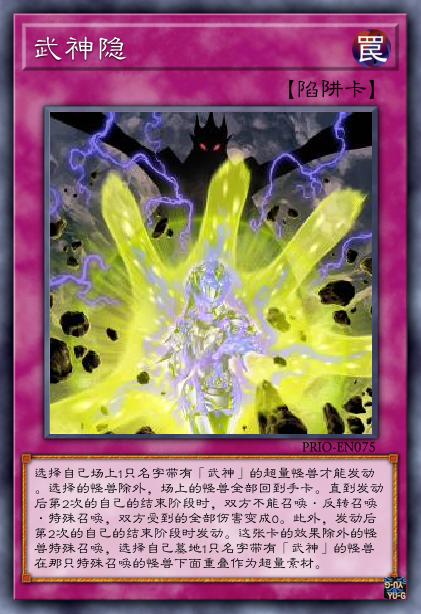 武神隐
罠
【陷阱卡】
PRIO-EN075
选择自己场上1只名字带有「武神」的超量怪兽才能发动
。选择的怪兽除外，场上的怪兽全部回到手卡。直到发动
后第2次的自己的结束阶段时，双方不能召唤·反转召唤
·特殊召唤，双方受到的全部伤害变成0。此外，发动后
第2次的自己的结束阶段时发动。这张卡的效果除外的怪
兽特殊召唤，选择自己墓地1只名字带有「武神」的怪兽
在那只特殊召唤的怪兽下面重叠作为超量素材。